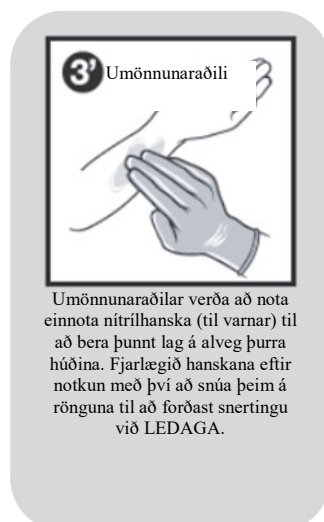 3’ Umönnunaraðili
Umönnunaraðilar verða að nota
einnota nítrílhanska (til varnar) til
að bera þunnt lag á alveg þurra
húðina. Fjarlægið hanskana eftir
notkun með því að snúa þeim á
rönguna til að forðast snertingu
við LEDAGA.